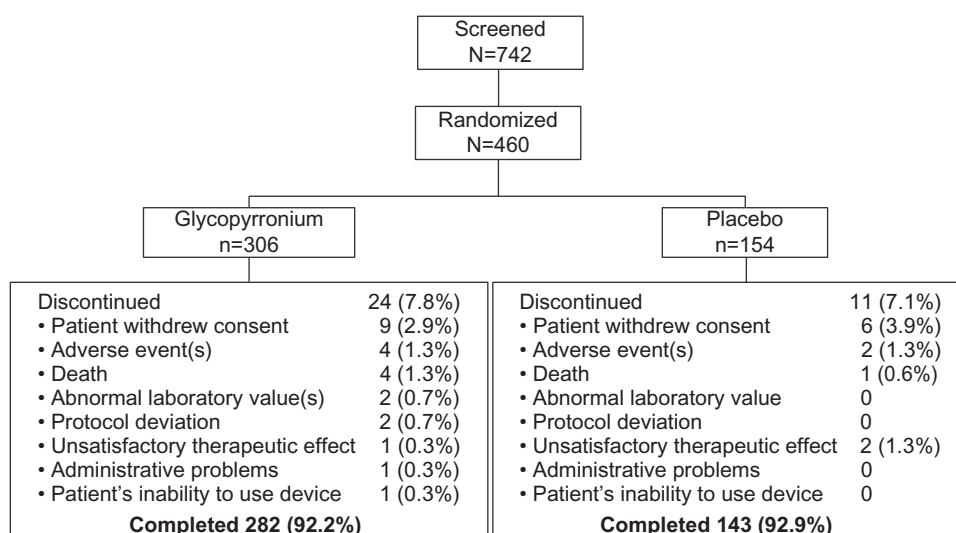 Screened
N=742
Randomized
N=460
Glycopyrronium
n=306
Placebo
n=154
Discontinued 24 (7.8%)
• Patient withdrew consent 9 (2.9%)
• Adverse event(s) 4 (1.3%)
• Death 4 (1.3%)
• Abnormal laboratory value(s) 2 (0.7%)
• Protocol deviation 2 (0.7%)
• Unsatisfactory therapeutic effect 1 (0.3%)
• Administrative problems 1 (0.3%)
• Patient's inability to use device 1 (0.3%)
Completed 282 (92.2%)
Discontinued 11 (7.1%)
• Patient withdrew consent 6 (3.9%)
• Adverse event(s) 2 (1.3%)
• Death 1 (0.6%)
• Abnormal laboratory value 0
• Protocol deviation 0
• Unsatisfactory therapeutic effect 2 (1.3%)
• Administrative problems 0
• Patient's inability to use device 0
Completed 143 (92.9%)